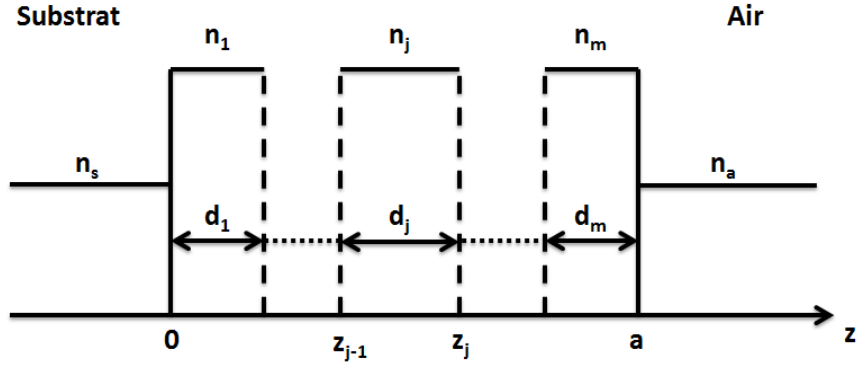 Substrat Air
n1 nj nm
ns na
d1 dj dm
0 zj-1 zj a z